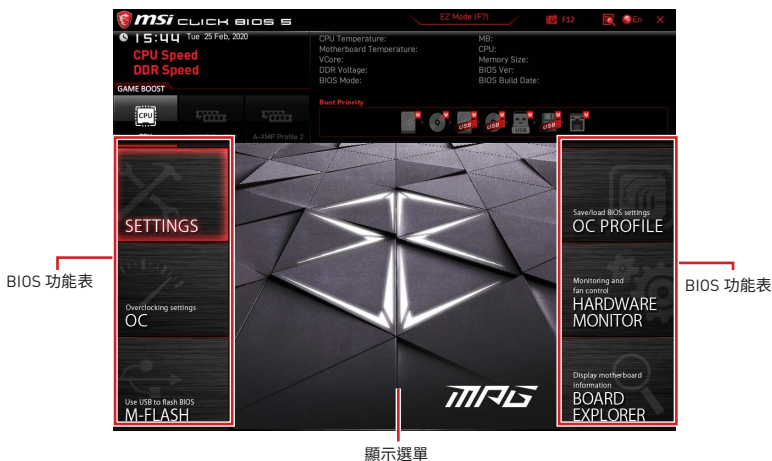 msi CLICK BIOS 5
EZ Mode (F7)
F12
En
15:44 Tue 25 Feb, 2020
CPU Speed
DDR Speed
GAME BOOST
CPU
A-XMP Profile 2
CPU Temperature:
Motherboard Temperature:
VCore:
DDR Voltage:
BIOS Mode:
MB:
CPU:
Memory Size:
BIOS Ver:
BIOS Build Date:
Boot Priority
USB
USB
USB
USB
SETTINGS
Overclocking settings
OC
Use USB to flash BIOS
M-FLASH
Save/load BIOS settings
OC PROFILE
Monitoring and
fan control
HARDWARE
MONITOR
Display motherboard
information
BOARD
EXPLORER
MPG
BIOS 功能表
BIOS 功能表
顯示選單